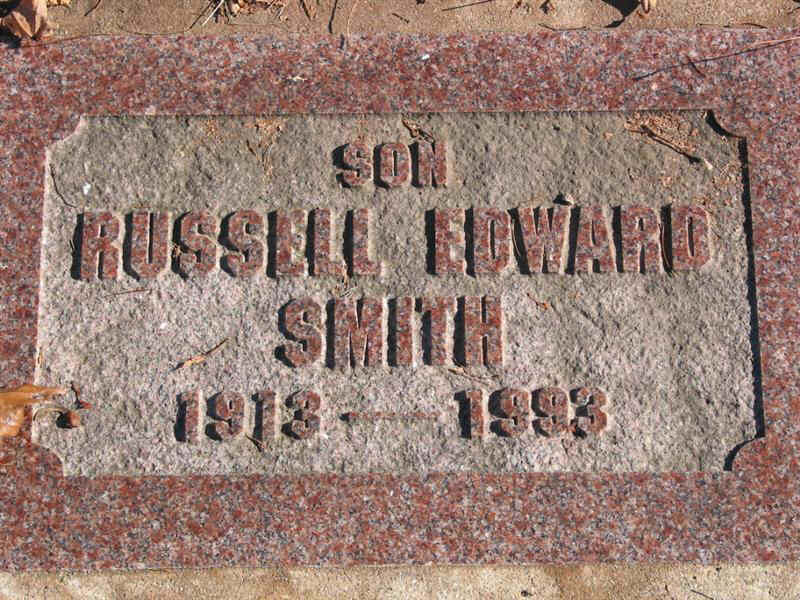 SON
RUSSELL EDWARD
SMITH
1913 — 1993